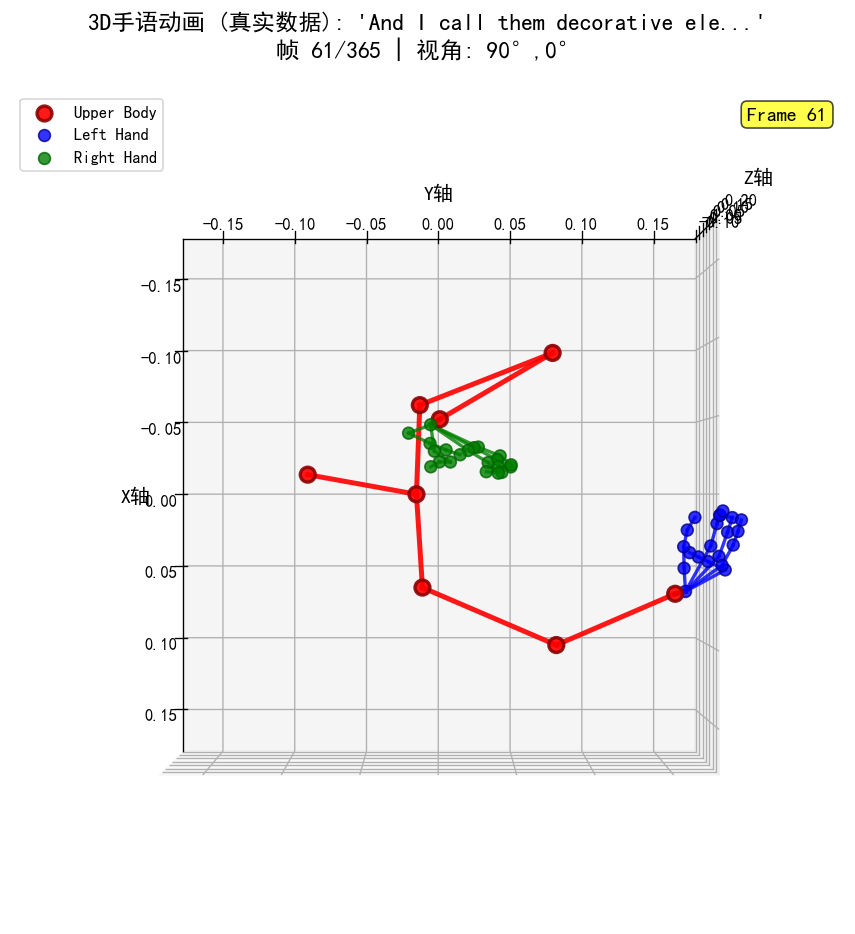 3D手语动画 (真实数据): 'And I call them decorative ele...'
帧 61/365 | 视角: 90°,0°
Frame 61
Upper Body
Left Hand
Right Hand
Z轴
Y轴
-0.15 -0.10 -0.05 0.00 0.05 0.10 0.15
-0.15
-0.10
-0.05
X轴
0.00
0.05
0.10
0.15